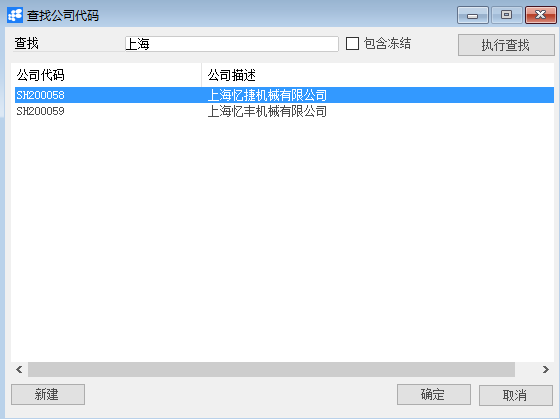 查找公司代码
查找 上海 包含冻结 执行查找
公司代码 公司描述
SH200058 上海忆捷机械有限公司
SH200059 上海忆丰机械有限公司
新建 确定 取消